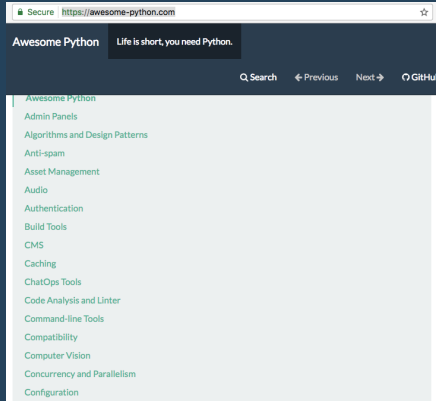 Secure https://awesome-python.com
Awesome Python Life is short, you need Python.
Search Previous Next GitHu
Awesome Python
Admin Panels
Algorithms and Design Patterns
Anti-spam
Asset Management
Audio
Authentication
Build Tools
CMS
Caching
ChatOps Tools
Code Analysis and Linter
Command-line Tools
Compatibility
Computer Vision
Concurrency and Parallelism
Configuration